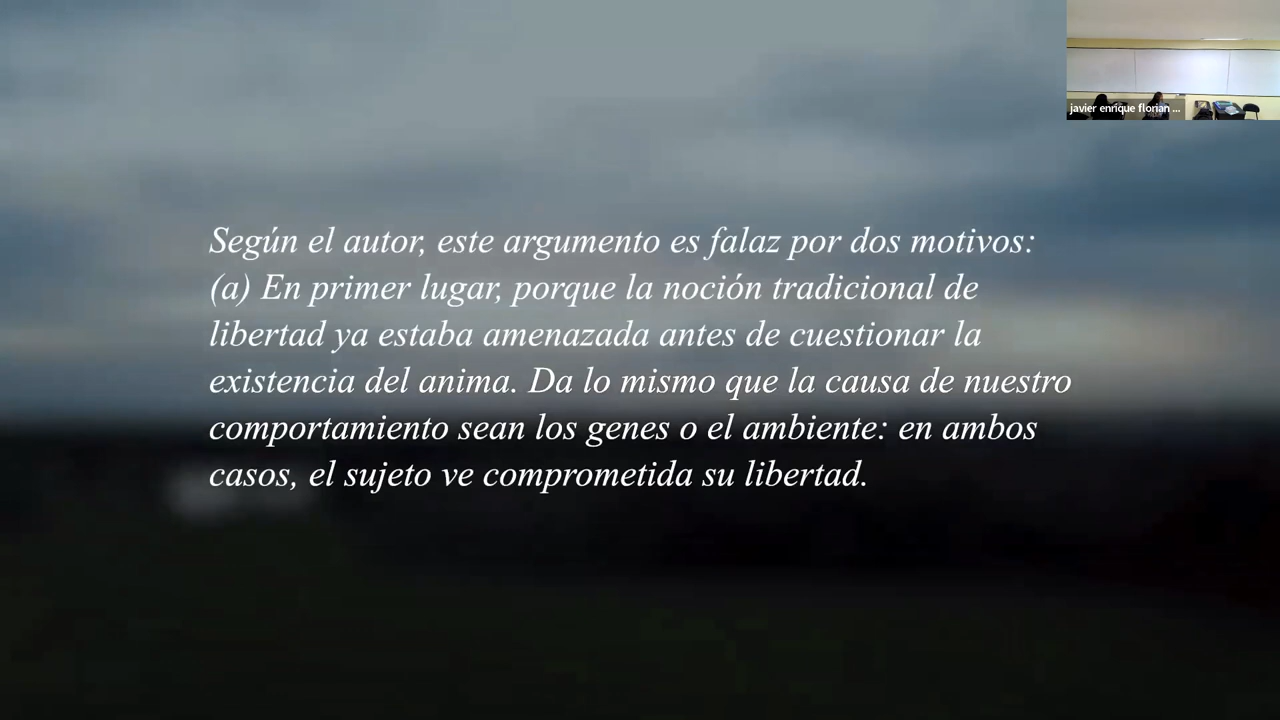 javier enrique florian ...
Según el autor, este argumento es falaz por dos motivos:
(a) En primer lugar, porque la noción tradicional de
libertad ya estaba amenazada antes de cuestionar la
existencia del anima. Da lo mismo que la causa de nuestro
comportamiento sean los genes o el ambiente: en ambos
casos, el sujeto ve comprometida su libertad.